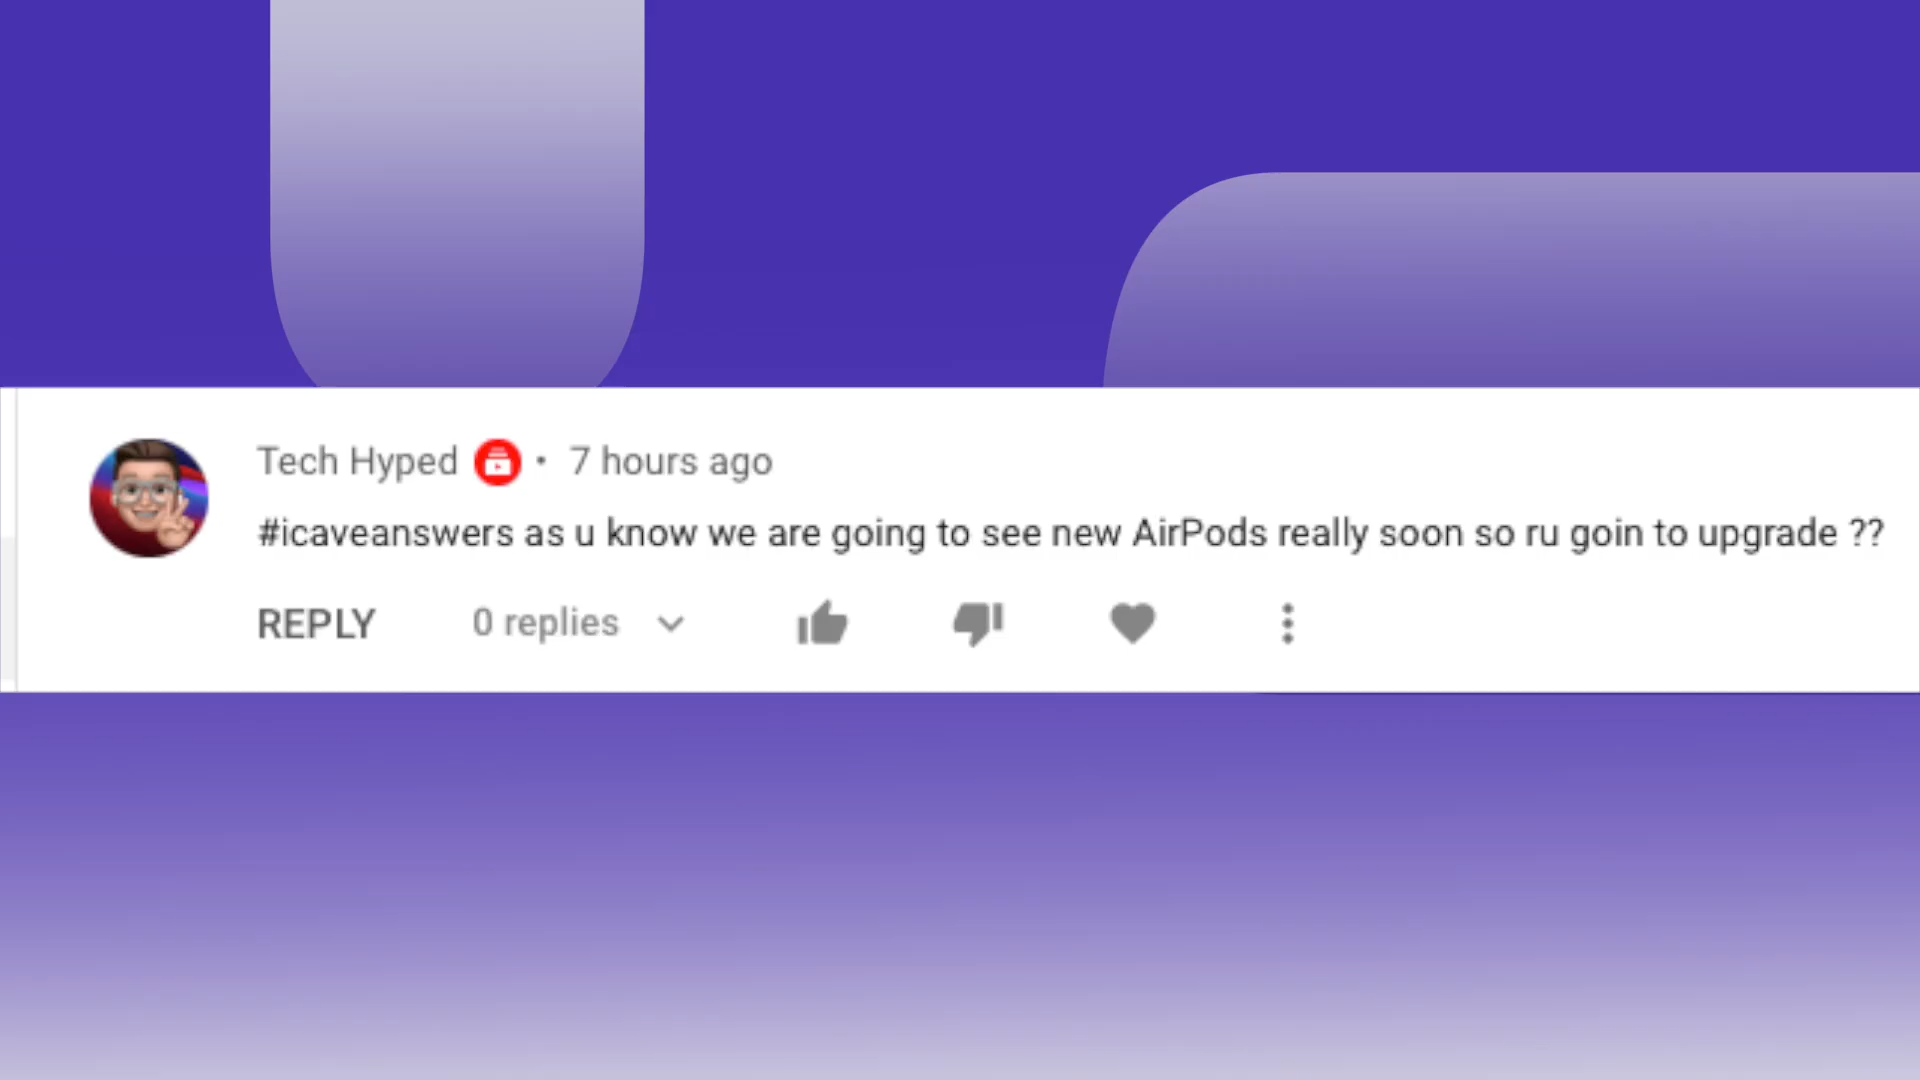 Tech Hyped • 7 hours ago
#icaveanswers as u know we are going to see new AirPods really soon so ru goin to upgrade ??
REPLY 0 replies